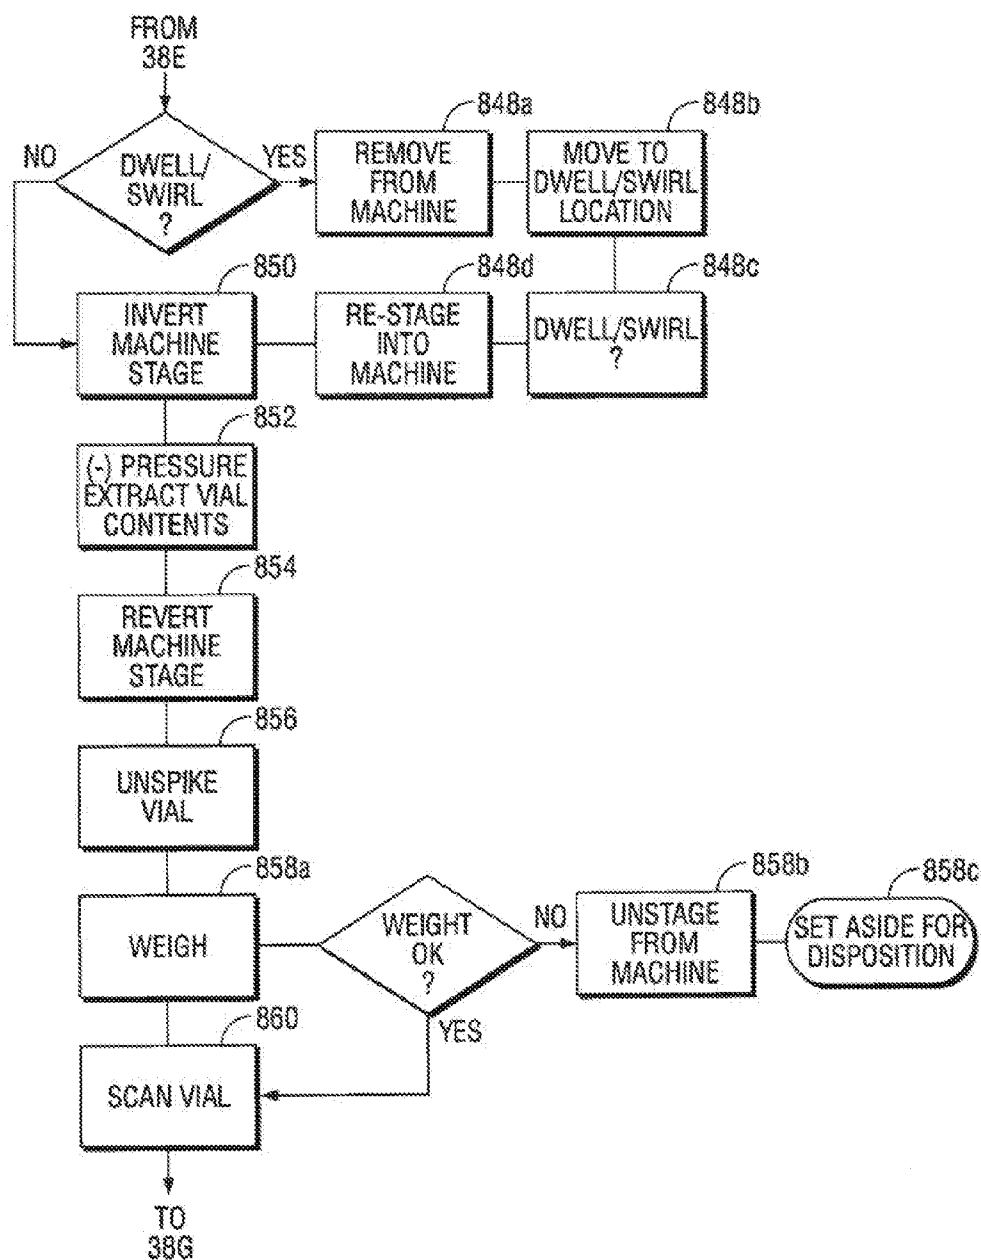 FROM
38E
NO
DWELL/
SWIRL
?
YES
848a
REMOVE
FROM
MACHINE
848b
MOVE TO
DWELL/SWIRL
LOCATION
850
INVERT
MACHINE
STAGE
848d
RE-STAGE
INTO
MACHINE
848c
DWELL/SWIRL
?
852
(-) PRESSURE
EXTRACT VIAL
CONTENTS
854
REVERT
MACHINE
STAGE
856
UNSPIKE
VIAL
858a
WEIGH
WEIGHT
OK
?
NO
YES
858b
UNSTAGE
FROM
MACHINE
858c
SET ASIDE FOR
DISPOSITION
860
SCAN VIAL
TO
38G